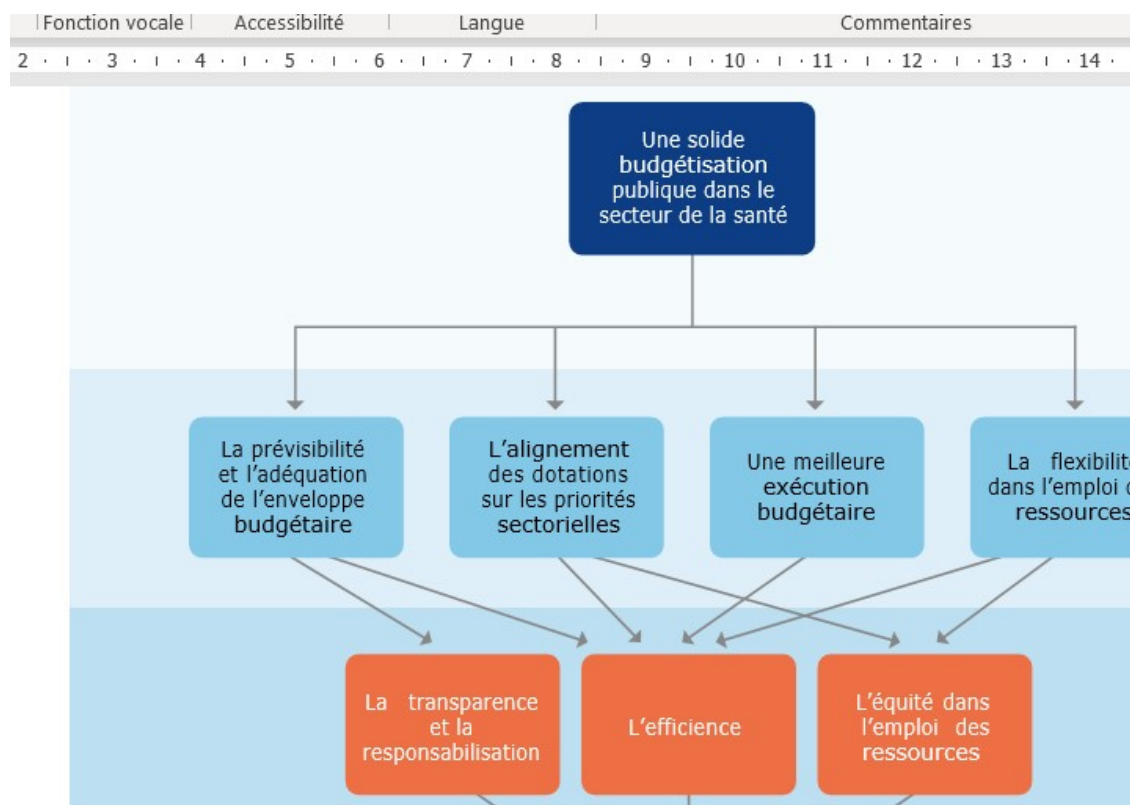 Fonction vocale Accessibilité Langue Commentaires
2 3 4 5 6 7 8 9 10 11 12 13 14
Une solide
budgétisation
publique dans le
secteur de la santé
La prévisibilité
et l'adéquation
de l'enveloppe
budgétaire
L'alignement
des dotations
sur les priorités
sectorielles
Une meilleure
exécution
budgétaire
La flexibilité
dans l'emploi
ressources
La transparence
et la
responsabilisation
L'efficience
L'équité dans
l'emploi des
ressources